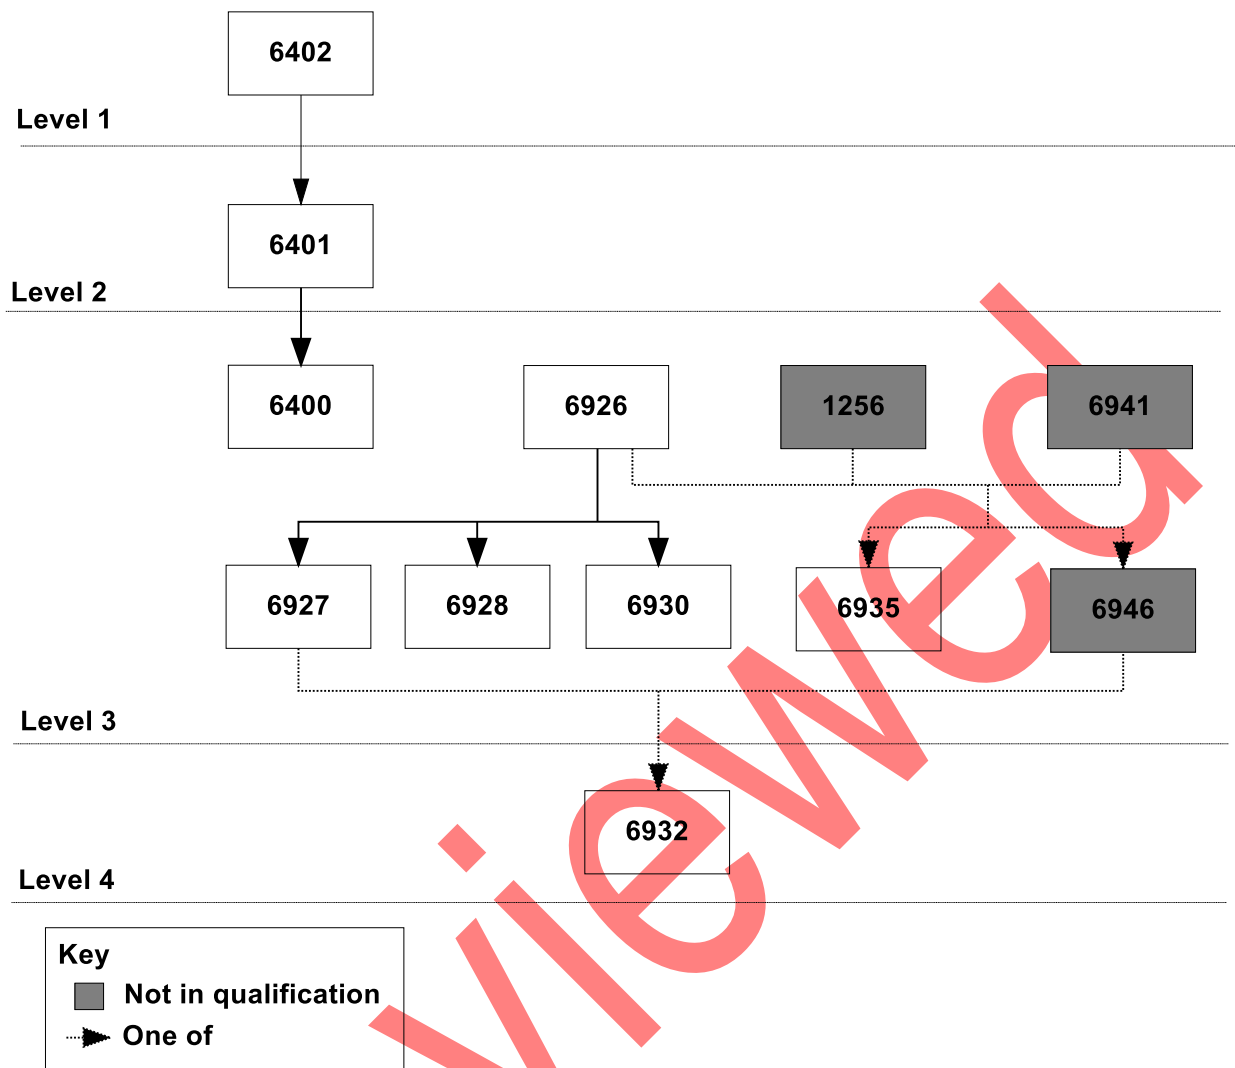 6402
Level 1
6401
Level 2
6400 6926 1256 6941
6927 6928 6930 6935 6946
Level 3
6932
Level 4
Key
Not in qualification
One of
viewed